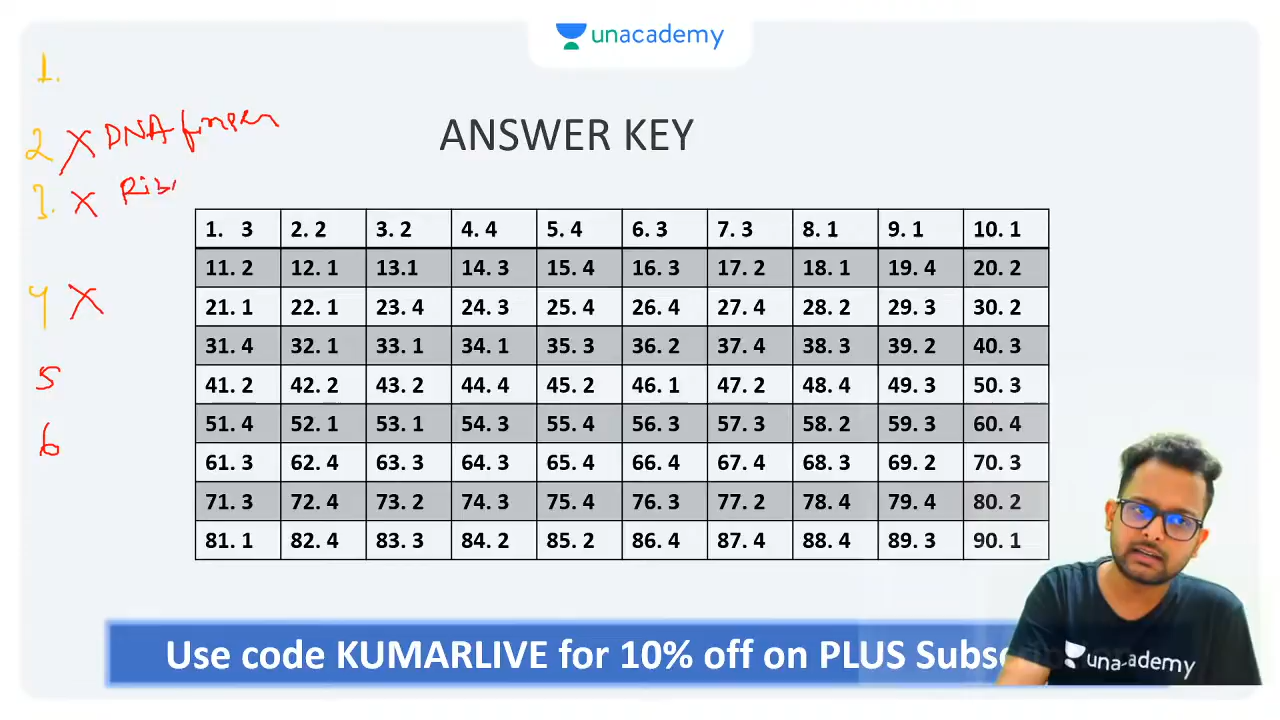 unacademy
1.
2 X DNA finger
ANSWER KEY
3. X
1. 3 2. 2 3. 2 4. 4 5. 4 6. 3 7. 3 8. 1 9. 1 10. 1
11. 2 12. 1 13.1 14. 3 15. 4 16. 3 17. 2 18. 1 19. 4 20. 2
4 X
21. 1 22. 1 23. 4 24. 3 25. 4 26. 4 27. 4 28. 2 29. 3 30. 2
31. 4 32. 1 33. 1 34. 1 35. 3 36. 2 37. 4 38. 3 39. 2 40. 3
5
41. 2 42. 2 43. 2 44. 4 45. 2 46. 1 47. 2 48. 4 49. 3 50. 3
51. 4 52. 1 53. 1 54. 3 55. 4 56. 3 57. 3 58. 2 59. 3 60. 4
6
61. 3 62. 4 63. 3 64. 3 65. 4 66. 4 67. 4 68. 3 69. 2 70. 3
71. 3 72. 4 73. 2 74. 3 75. 4 76. 3 77. 2 78. 4 79. 4 80. 2
81. 1 82. 4 83. 3 84. 2 85. 2 86. 4 87. 4 88. 4 89. 3 90. 1
Use code KUMARLIVE for 10% off on PLUS
unacademy